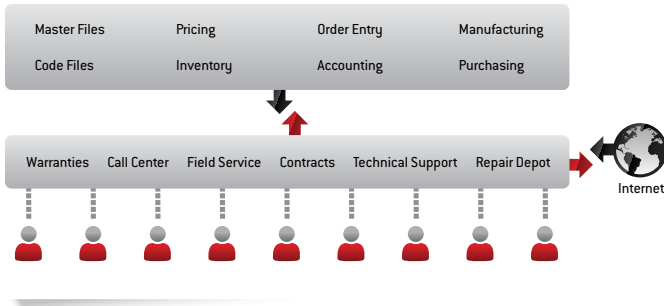 Master Files Pricing Order Entry Manufacturing
Code Files Inventory Accounting Purchasing
Warranties Call Center Field Service Contracts Technical Support Repair Depot
Internet